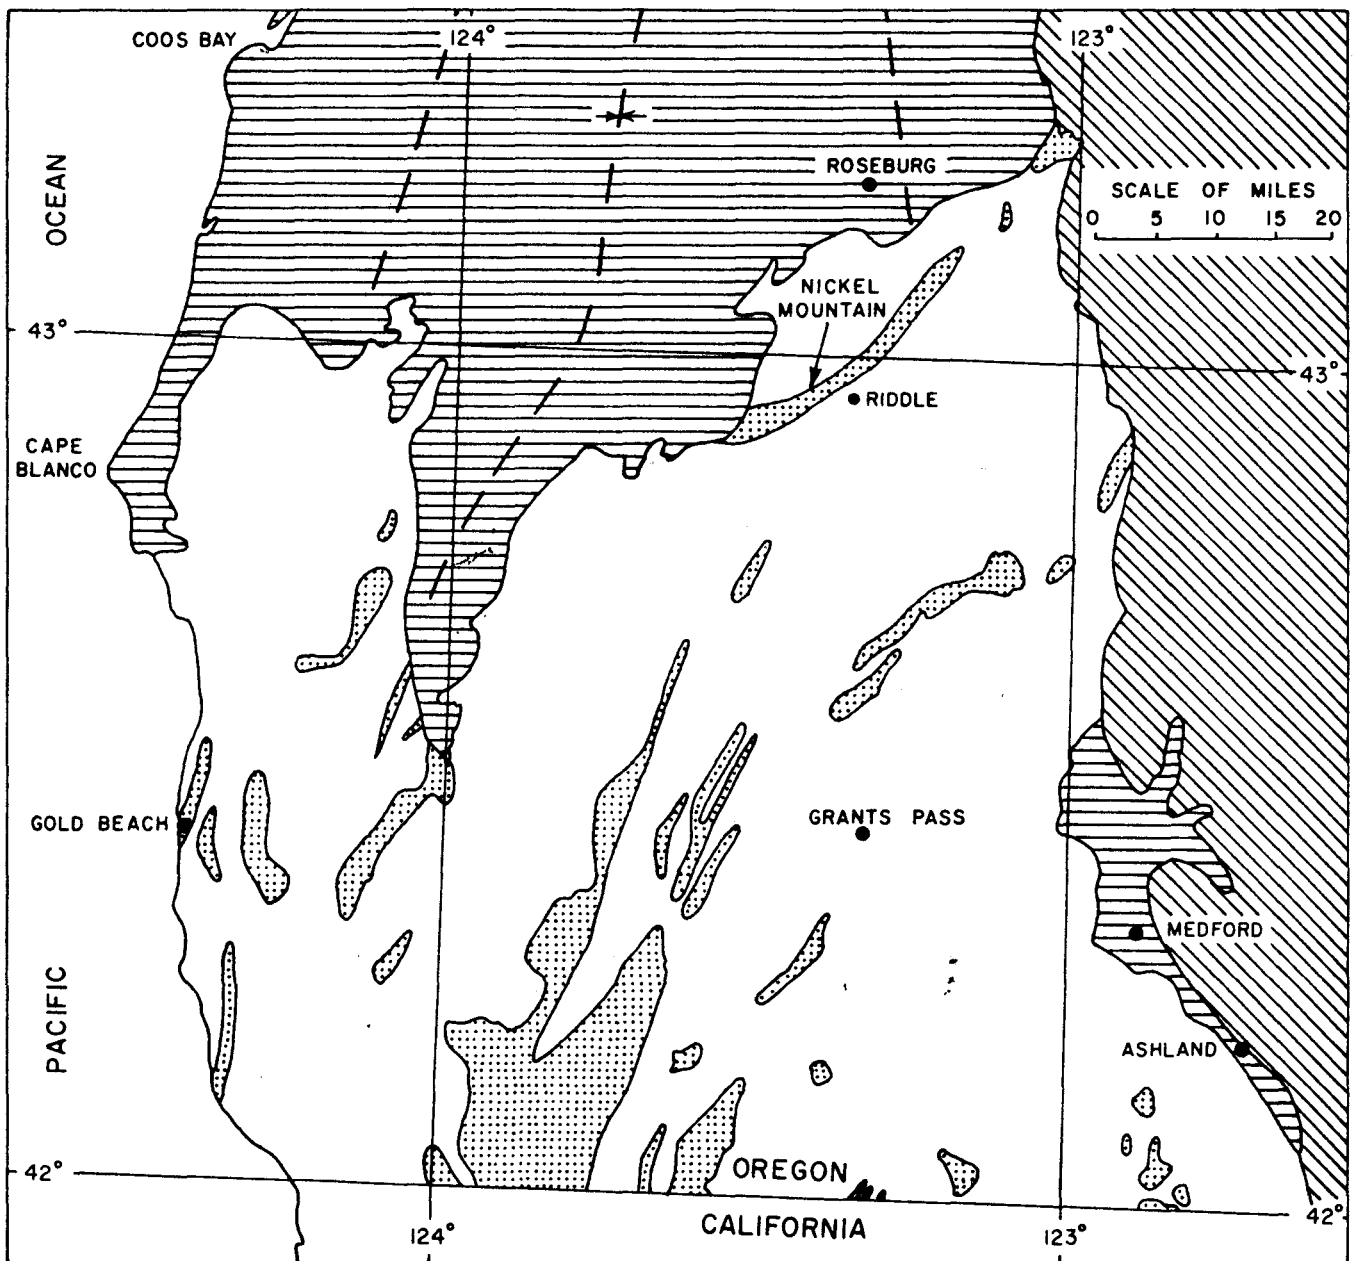 COOS BAY
124°
123°
OCEAN
ROSEBURG
SCALE OF MILES
0 5 10 15 20
NICKEL
MOUNTAIN
43°
43°
RIDDLE
CAPE
BLANCO
GOLD BEACH
GRANTS PASS
MEDFORD
PACIFIC
ASHLAND
42°
OREGON
CALIFORNIA
42°
124°
123°